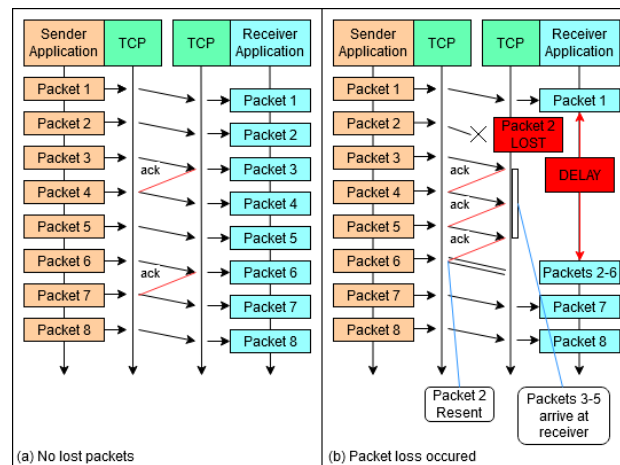 Sender
Application
TCP
TCP
Receiver
Application
Packet 1
Packet 2
Packet 3
Packet 4
Packet 5
Packet 6
Packet 7
Packet 8
ack
ack
Packet 1
Packet 2
Packet 3
Packet 4
Packet 5
Packet 6
Packet 7
Packet 8
(a) No lost packets
Sender
Application
TCP
TCP
Receiver
Application
Packet 1
Packet 2
Packet 3
Packet 4
Packet 5
Packet 6
Packet 7
Packet 8
Packet 2
LOST
ack
ack
ack
Packet 1
DELAY
Packets 2-6
Packet 7
Packet 8
Packet 2
Resent
Packets 3-5
arrive at
receiver
(b) Packet loss occured